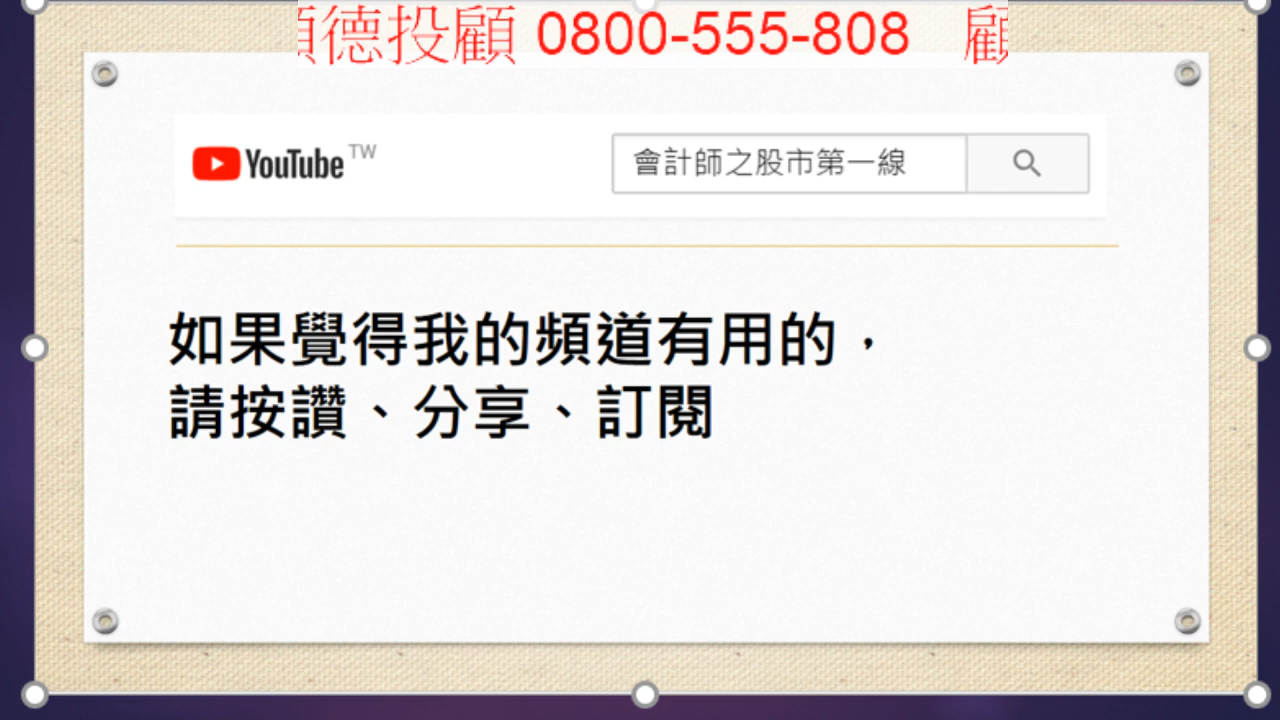 德投顧 0800-555-808 顧
YouTube TW
會計師之股市第一線
如果覺得我的頻道有用的，
請按讚、分享、訂閱